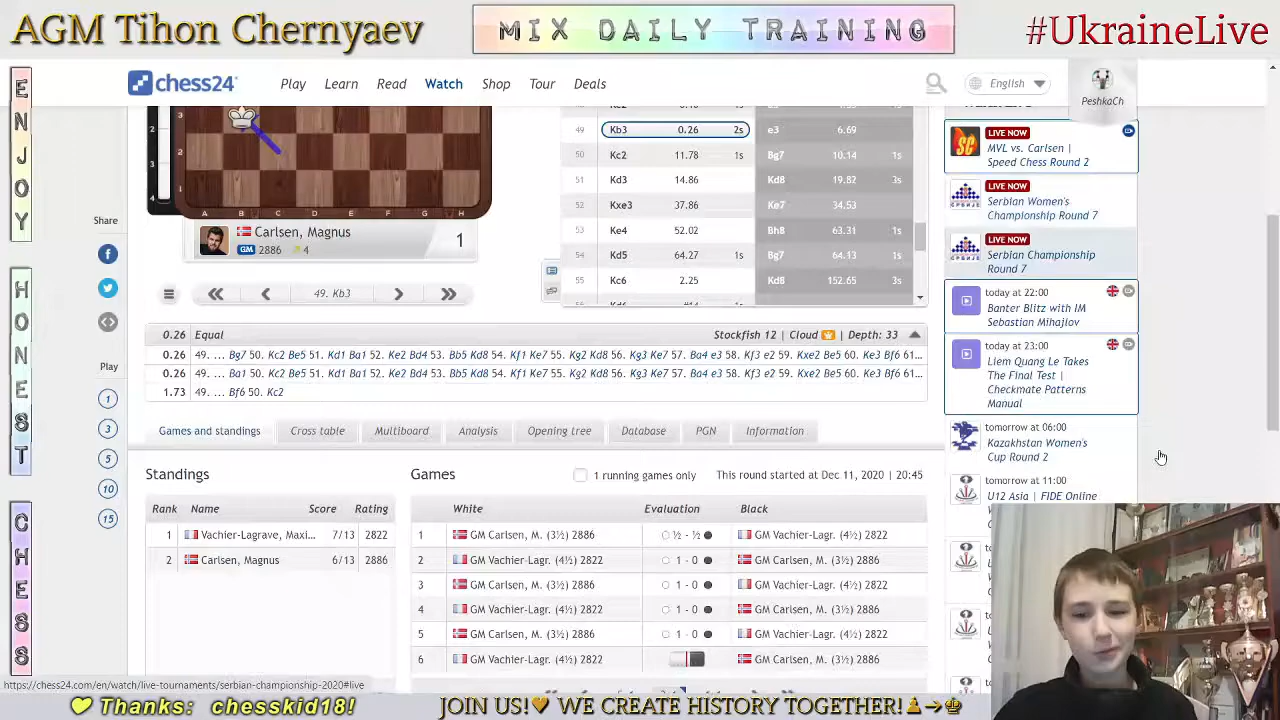 AGM Tihon Chernyaev
MIX DAILY TRAINING
#UkraineLive
ENJOY
HONEST
CHESS
chess24
Play
Learn
Read
Watch
Shop
Tour
Deals
English
PeshkaCh
3
2
1
2
3
4
A B C D E F G H
Carlsen, Magnus
GM 2886 4
1
49. Kb3
49 Kb3 0.26 2s e3 6.69
50 Kc2 11.78 1s Bg7 10.14 1s
51 Kd3 14.86 Kd8 19.82 3s
52 Kxe3 37.86 Ke7 34.53
53 Ke4 52.02 Bh8 63.31 1s
54 Kd5 64.27 1s Bg7 64.13 1s
55 Kc6 2.25 Kd8 152.65 3s
Share
Play
1
3
5
10
15
0.26 Equal Stockfish 12 | Cloud | Depth: 33
0.26 49. ... Bg7 50. Kc2 Be5 51. Kd1 Ba1 52. Ke2 Bd4 53. Bb5 Kd8 54. Kf1 Ke7 55. Kg2 Kd8 56. Kg3 Ke7 57. Ba4 e3 58. Kf3 e2 59. Kxe2 Be5 60. Ke3 Bf6 61...
0.26 49. ... Ba1 50. Kc2 Be5 51. Kd1 Ba1 52. Ke2 Bd4 53. Bb5 Kd8 54. Kf1 Ke7 55. Kg2 Kd8 56. Kg3 Ke7 57. Ba4 e3 58. Kf3 e2 59. Kxe2 Be5 60. Ke3 Bf6 61...
1.73 49. ... Bf6 50. Kc2
Games and standings
Cross table
Multiboard
Analysis
Opening tree
Database
PGN
Information
Standings
Rank Name Score Rating
1 Vachier-Lagrave, Maxi... 7/13 2822
2 Carlsen, Magnus 6/13 2886
Games
1 running games only
This round started at Dec 11, 2020 | 20:45
White Evaluation Black
1 GM Carlsen, M. (3½) 2886 ½ - ½ GM Vachier-Lagr. (4½) 2822
2 GM Vachier-Lagr. (4½) 2822 1 - 0 GM Carlsen, M. (3½) 2886
3 GM Carlsen, M. (3½) 2886 1 - 0 GM Vachier-Lagr. (4½) 2822
4 GM Vachier-Lagr. (4½) 2822 1 - 0 GM Carlsen, M. (3½) 2886
5 GM Carlsen, M. (3½) 2886 1 - 0 GM Vachier-Lagr. (4½) 2822
6 GM Vachier-Lagr. (4½) 2822 GM Carlsen, M. (3½) 2886
LIVE NOW
MVL vs. Carlsen |
Speed Chess Round 2
LIVE NOW
Serbian Women's
Championship Round 7
LIVE NOW
Serbian Championship
Round 7
today at 22:00
Banter Blitz with IM
Sebastian Mihajlov
today at 23:00
Liem Quang Le Takes
The Final Test |
Checkmate Patterns
Manual
tomorrow at 06:00
Kazakhstan Women's
Cup Round 2
tomorrow at 11:00
U12 Asia | FIDE Online
https://chess24.com/en/watch/live-tournaments/serbian-championship-2020#live
Thanks: chesskid18!
JOIN US! WE CREATE HISTORY TOGETHER!